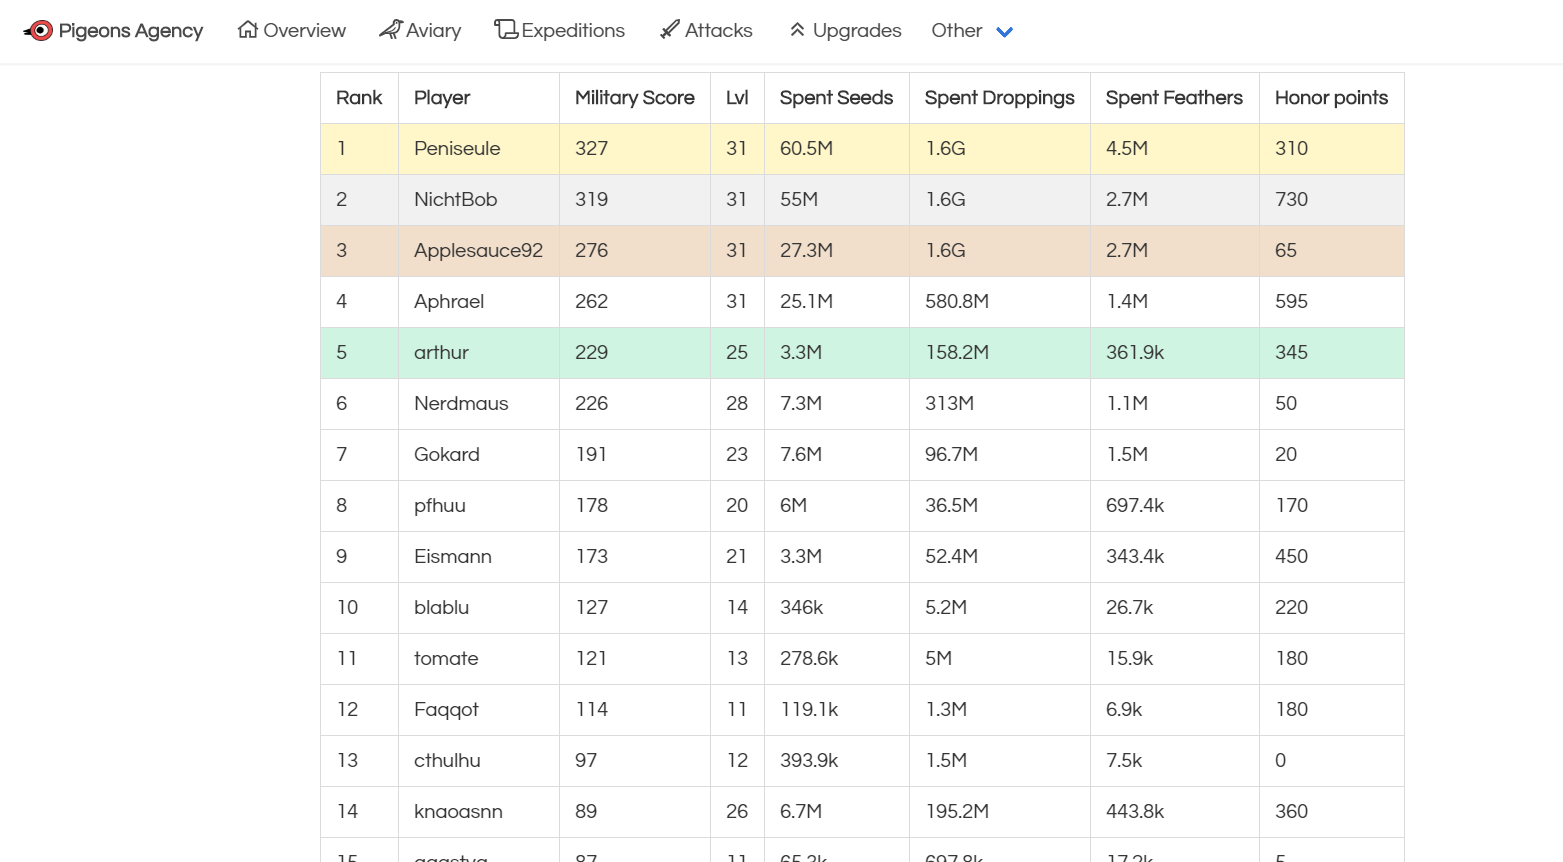 Pigeons Agency Overview Aviary Expeditions Attacks Upgrades Other
Rank Player Military Score Lvl Spent Seeds Spent Droppings Spent Feathers Honor points
1 Peniseule 327 31 60.5M 1.6G 4.5M 310
2 NichtBob 319 31 55M 1.6G 2.7M 730
3 Applesauce92 276 31 27.3M 1.6G 2.7M 65
4 Aphrael 262 31 25.1M 580.8M 1.4M 595
5 arthur 229 25 3.3M 158.2M 361.9k 345
6 Nerdmaus 226 28 7.3M 313M 1.1M 50
7 Gokard 191 23 7.6M 96.7M 1.5M 20
8 pfhuu 178 20 6M 36.5M 697.4k 170
9 Eismann 173 21 3.3M 52.4M 343.4k 450
10 blablu 127 14 346k 5.2M 26.7k 220
11 tomate 121 13 278.6k 5M 15.9k 180
12 Faqqot 114 11 119.1k 1.3M 6.9k 180
13 cthulhu 97 12 393.9k 1.5M 7.5k 0
14 knaoasnn 89 26 6.7M 195.2M 443.8k 360
15 87 11 65.3k 697.8k 17.2k 5